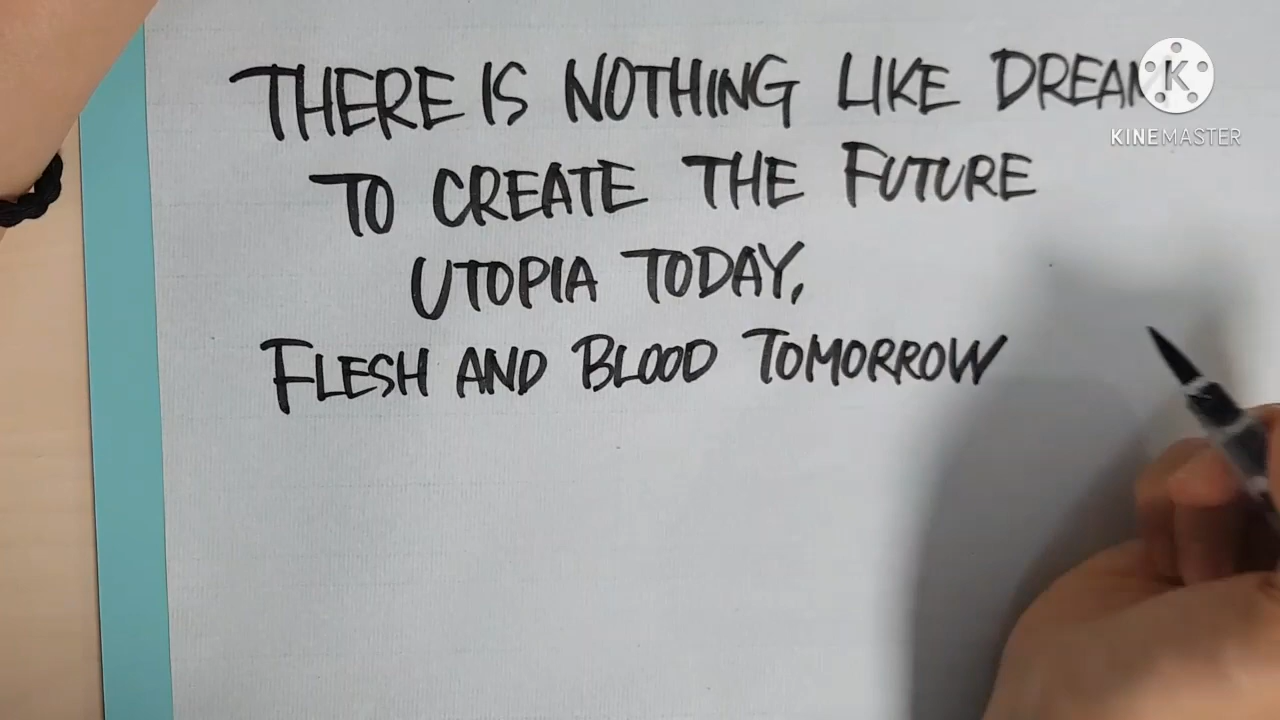 THERE IS NOTHING LIKE DREAM
TO CREATE THE FUTURE
UTOPIA TODAY,
FLESH AND BLOOD TOMORROW
K
KINEMASTER